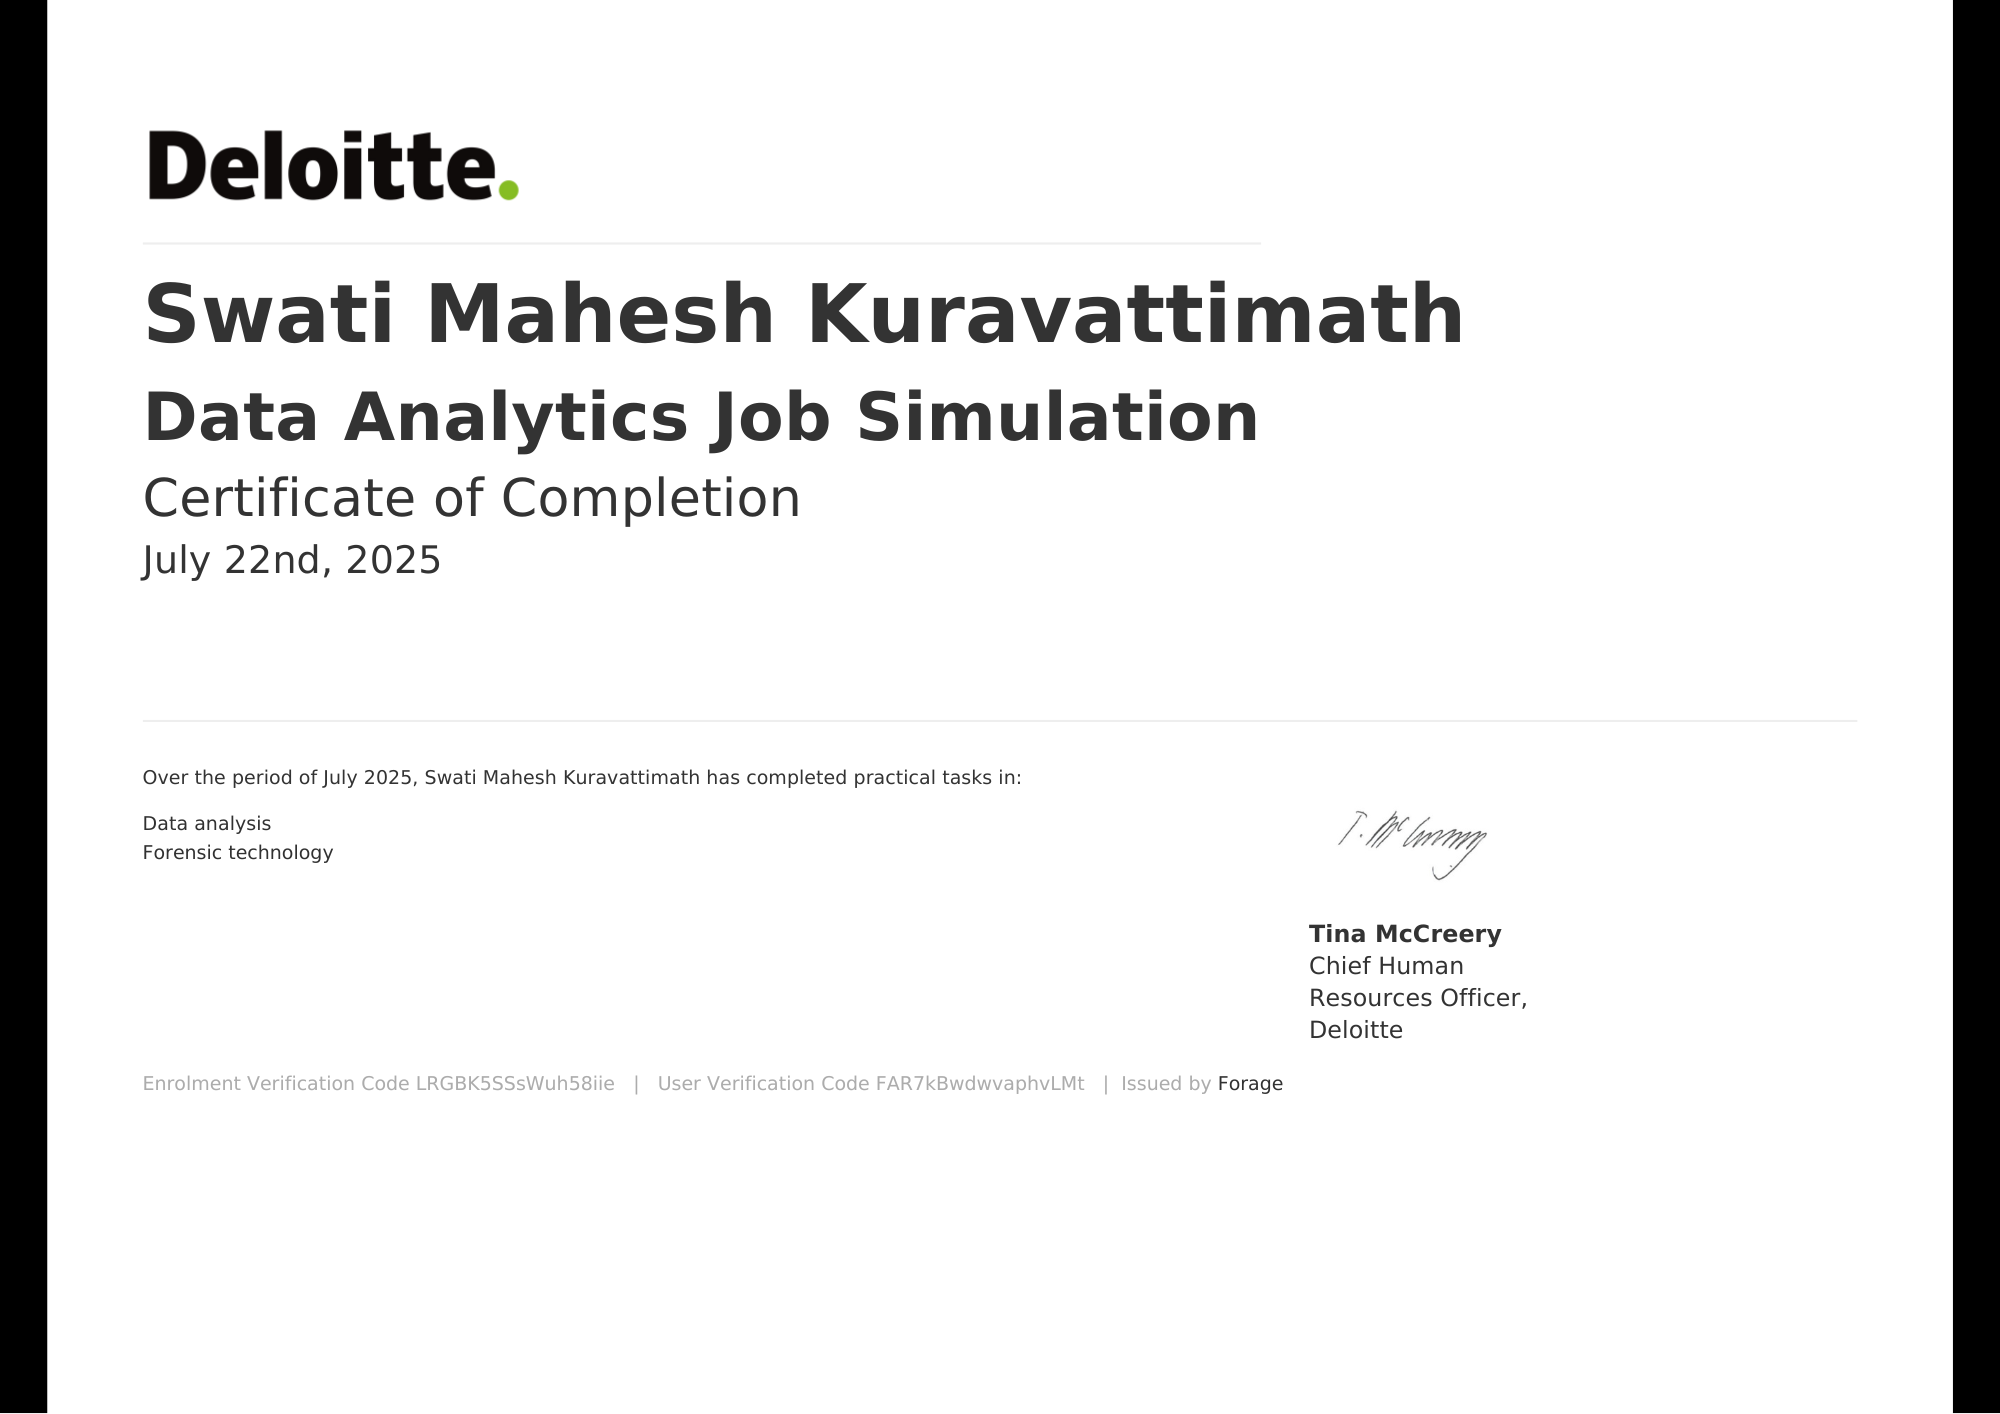 Deloitte.
Swati Mahesh Kuravattimath
Data Analytics Job Simulation
Certificate of Completion
July 22nd, 2025
Over the period of July 2025, Swati Mahesh Kuravattimath has completed practical tasks in:
Data analysis
Forensic technology
T. McCreery
Tina McCreery
Chief Human
Resources Officer,
Deloitte
Enrolment Verification Code LRGBK5SSsWuh58iie | User Verification Code FAR7kBwdwvaphvLMt | Issued by Forage